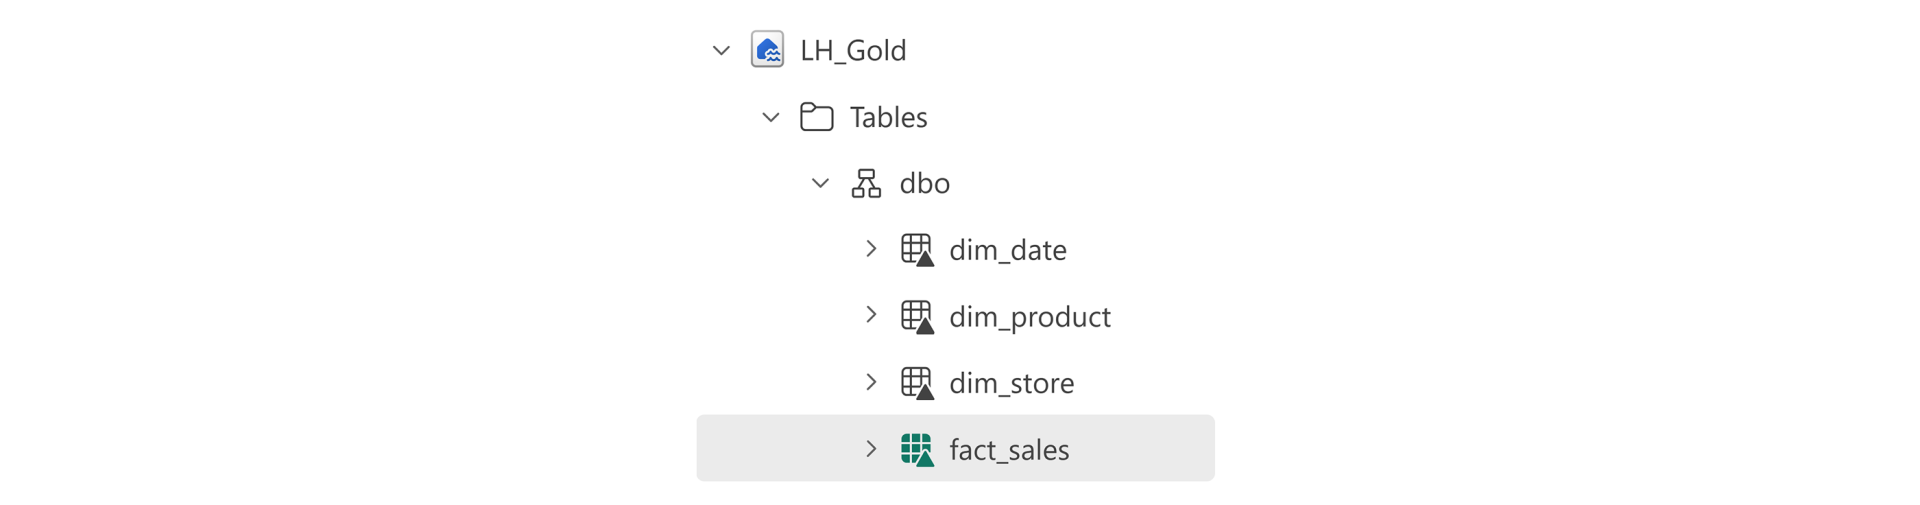 LH_Gold
Tables
dbo
dim_date
dim_product
dim_store
fact_sales